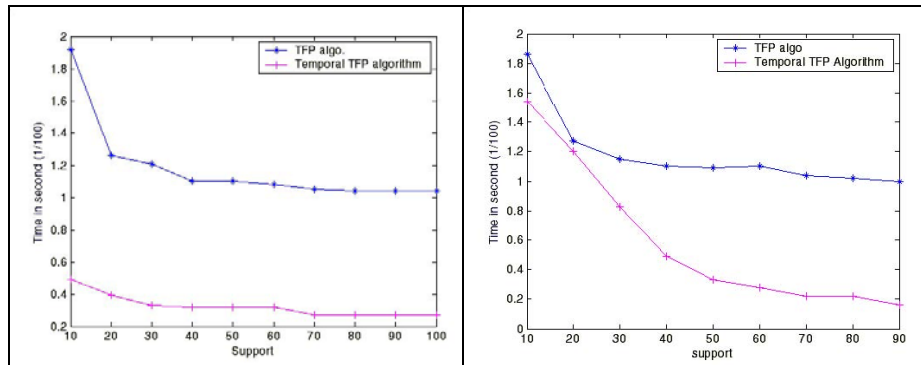 2
1.8
1.6
1.4
1.2
1
0.8
0.6
0.4
0.2
Time in second (1/100)
TFP algo.
Temporal TFP algorithm
10 20 30 40 50 60 70 80 90 100
Support
2
1.8
1.6
1.4
1.2
1
0.8
0.6
0.4
0.2
0
Time in second (1/100)
TFP algo
Temporal TFP Algorithm
10 20 30 40 50 60 70 80 90
support